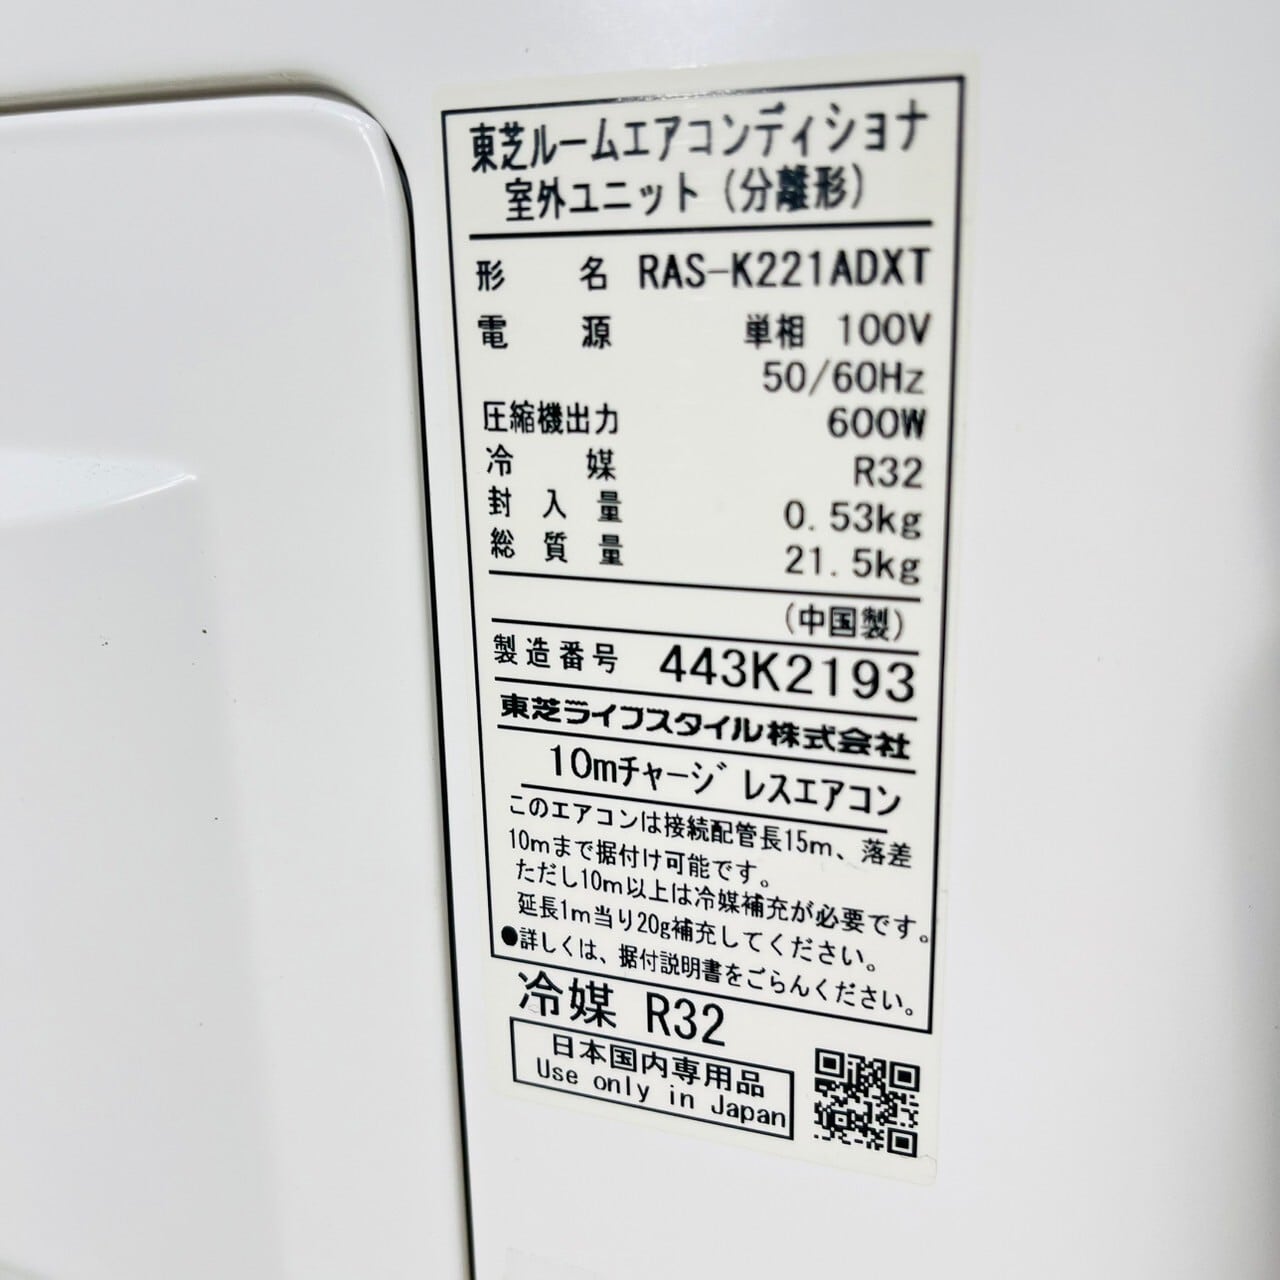 東芝ルームエアコンディショナ
室外ユニット（分離形）
形名 RAS-K221ADXT
電源 単相 100V
50/60Hz
圧縮機出力 600W
冷媒 R32
封入量 0.53kg
総質量 21.5kg
（中国製）
製造番号 443K2193
東芝ライフスタイル株式会社
10mチャージレスエアコン
このエアコンは接続配管長15m、落差
10mまで据付け可能です。
ただし10m以上は冷媒補充が必要です。
延長1m当り20g補充してください。
●詳しくは、据付説明書をごらんください。
冷媒 R32
日本国内専用品
Use only in Japan